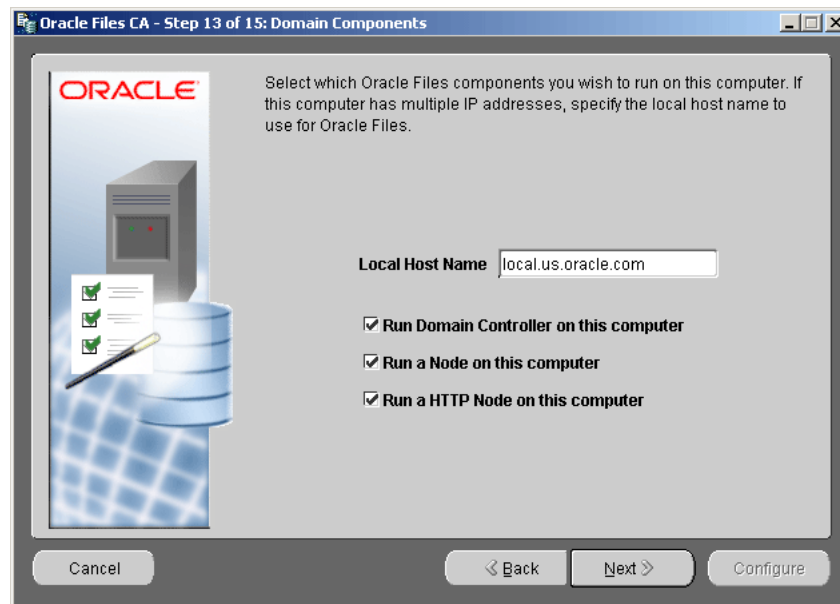 Oracle Files CA - Step 13 of 15: Domain Components
ORACLE
Select which Oracle Files components you wish to run on this computer. If
this computer has multiple IP addresses, specify the local host name to
use for Oracle Files.
Local Host Name local.us.oracle.com
Run Domain Controller on this computer
Run a Node on this computer
Run a HTTP Node on this computer
Cancel Back Next Configure